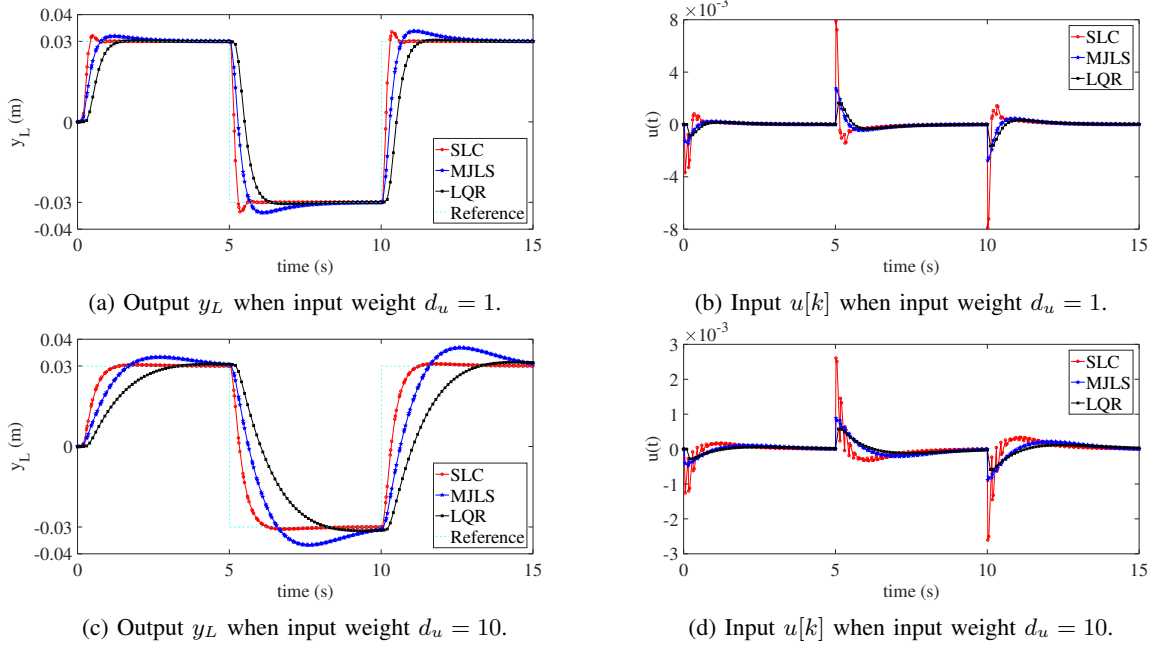 0.04
0.03
0
-0.03
-0.04
y_L (m)
0 5 10 15
time (s)
SLC
MJLS
LQR
Reference
(a) Output y_L when input weight d_u = 1.
×10^-3
8
4
0
-4
-8
u(t)
0 5 10 15
time (s)
SLC
MJLS
LQR
(b) Input u[k] when input weight d_u = 1.
0.04
0.03
0
-0.03
-0.04
y_L (m)
0 5 10 15
time (s)
SLC
MJLS
LQR
Reference
(c) Output y_L when input weight d_u = 10.
×10^-3
3
2
1
0
-1
-2
-3
u(t)
0 5 10 15
time (s)
SLC
MJLS
LQR
(d) Input u[k] when input weight d_u = 10.